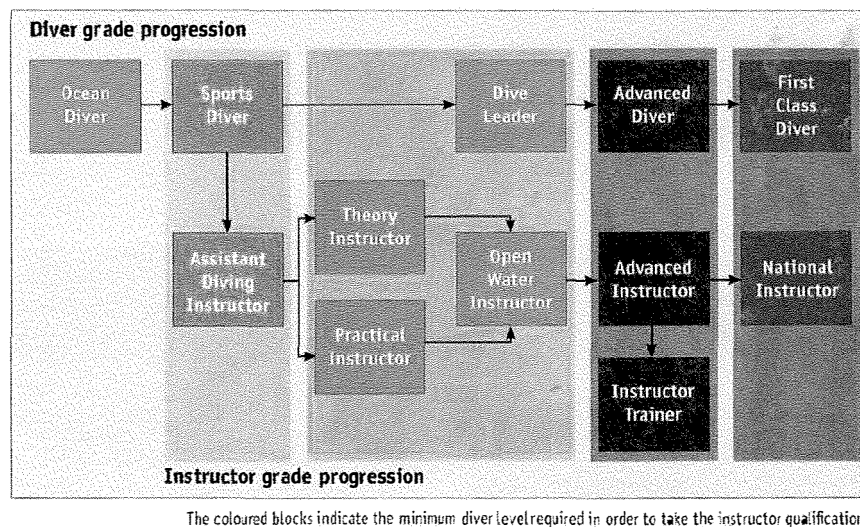 Diver grade progression
Ocean
Diver
Sports
Diver
Dive
Leader
Advanced
Diver
First
Class
Diver
Theory
Instructor
Assistant
Diving
Instructor
Open
Water
Instructor
Advanced
Instructor
National
Instructor
Practical
Instructor
Instructor
Trainer
Instructor grade progression
The coloured blocks indicate the minimum diver level required in order to take the instructor qualification